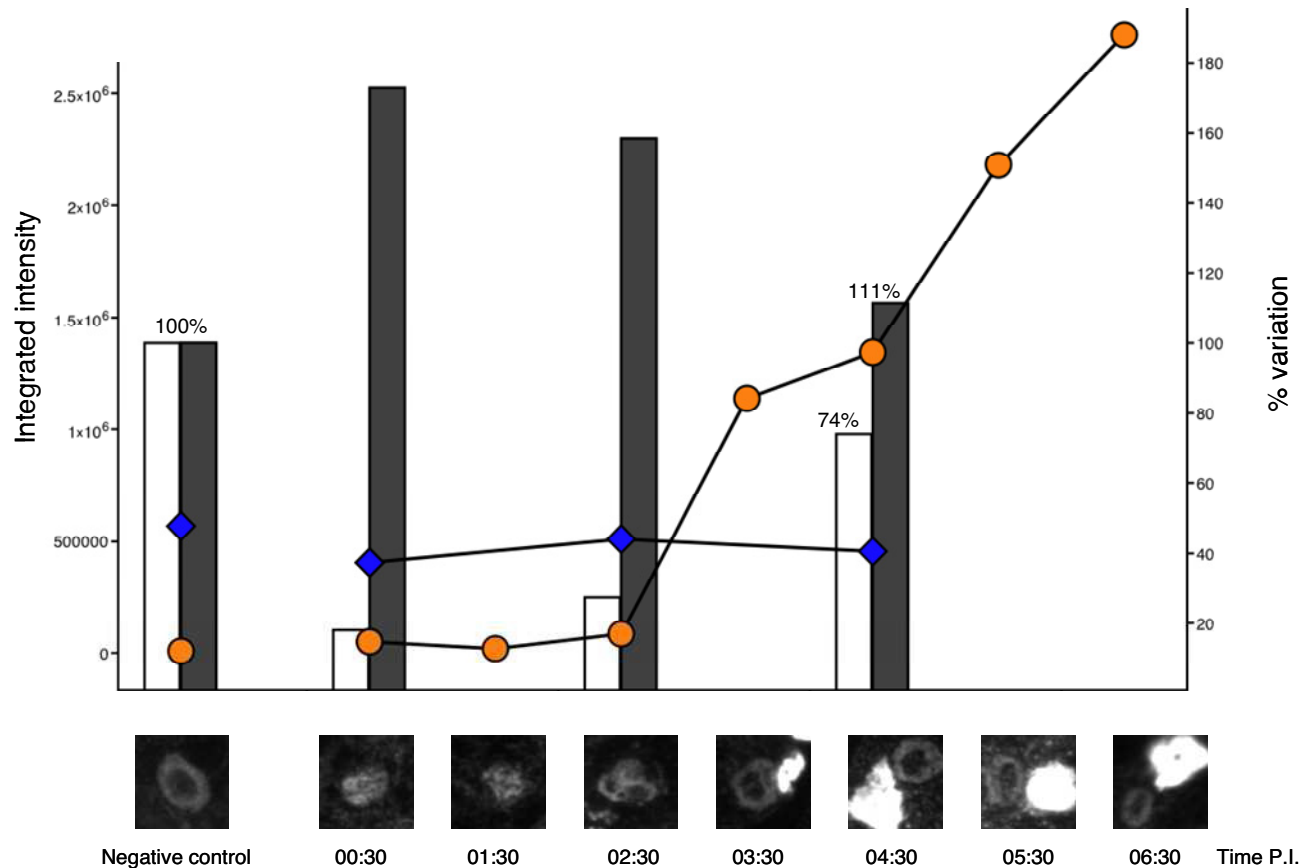 180
2.5x10⁶
160
2x10⁶
140
120
111%
1.5x10⁶
100%
100
74%
1x10⁶
80
60
500000
40
20
0
Integrated intensity
% variation
Negative control 00:30 01:30 02:30 03:30 04:30 05:30 06:30 Time P.I.